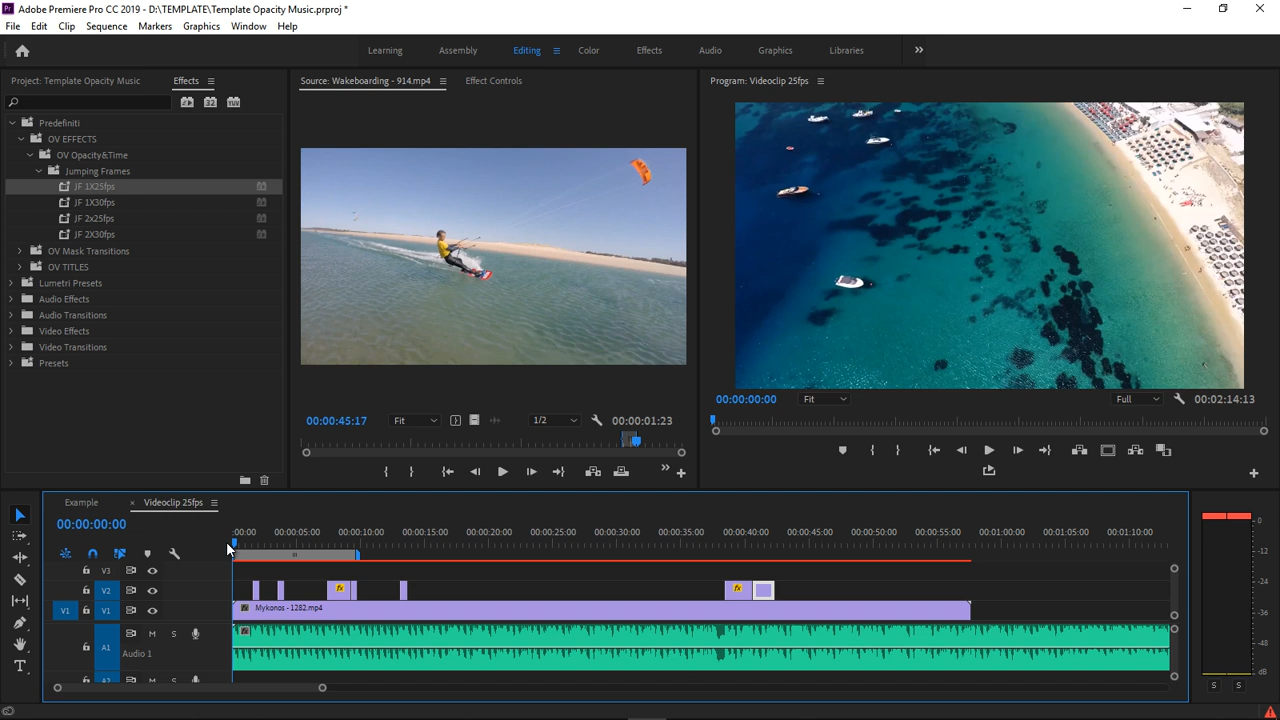 Adobe Premiere Pro CC 2019 - D:\TEMPLATE\Template Opacity Music.prproj *
File Edit Clip Sequence Markers Graphics Window Help
Learning Assembly Editing Color Effects Audio Graphics Libraries
Project: Template Opacity Music Effects
Source: Wakeboarding - 914.mp4 Effect Controls
Program: Videoclip 25fps
32 YUV
Predefiniti
OV EFFECTS
OV Opacity&Time
Jumping Frames
JF 1X25fps
JF 1X30fps
JF 2x25fps
JF 2X30fps
OV Mask Transitions
OV TITLES
Lumetri Presets
Audio Effects
Audio Transitions
Video Effects
Video Transitions
Presets
00:00:45:17 Fit 1/2 00:00:01:23
00:00:00:00 Fit Full 00:02:14:13
Example × Videoclip 25fps
00:00:00:00
:00:00 00:00:05:00 00:00:10:00 00:00:15:00 00:00:20:00 00:00:25:00 00:00:30:00 00:00:35:00 00:00:40:00 00:00:45:00 00:00:50:00 00:00:55:00 00:01:00:00 00:01:05:00 00:01:10:00
V3
V2 fx fx
V1 V1 fx Mykonos - 1282.mp4
A1 M S fx
Audio 1
A2 M S
0
-12
-24
-36
-48
dB
S S